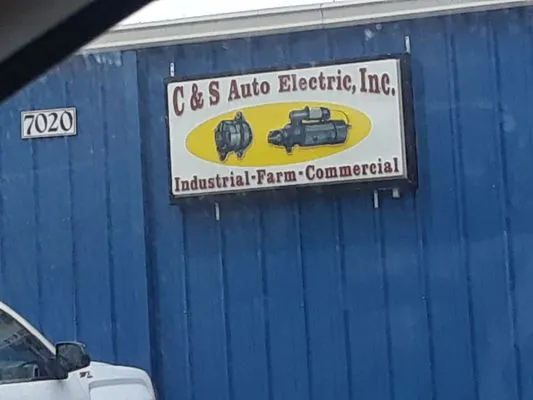 C & S Auto Electric, Inc.
7020
Industrial-Farm-Commercial